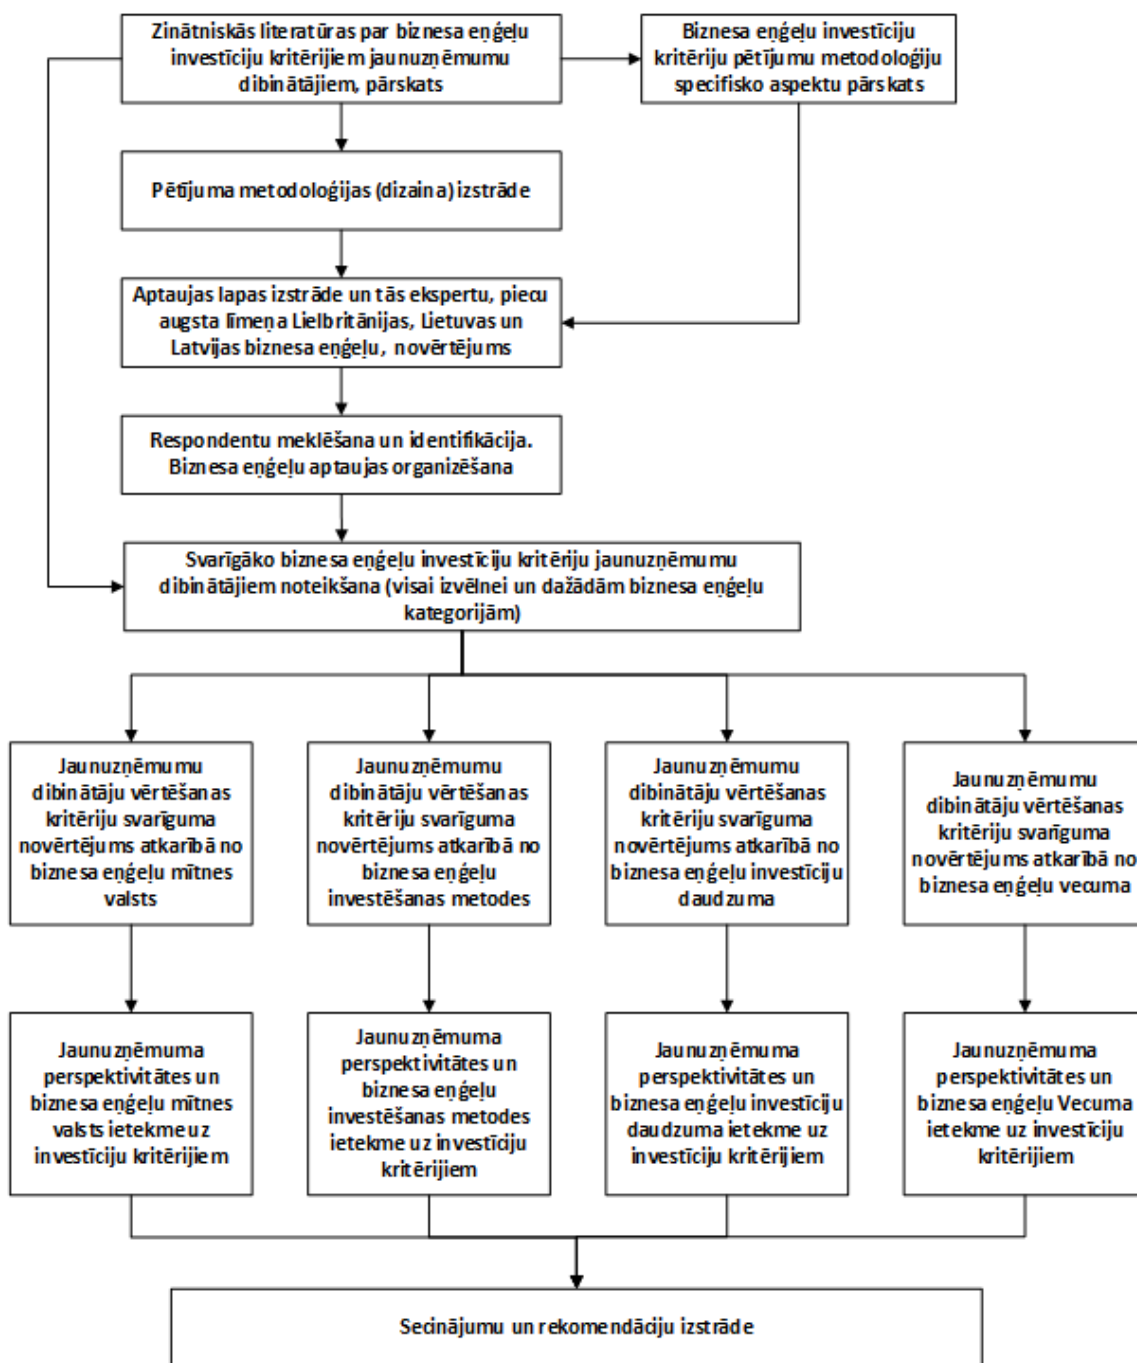 Zinātniskās literatūras par biznesa eņģeļu
investīciju kritērijiem jaunuzņēmumu
dibinātājiem, pārskats
Biznesa eņģeļu investīciju
kritēriju pētījumu metodoloģiju
specifisko aspektu pārskats
Pētījuma metodoloģijas (dizaina) izstrāde
Aptaujas lapas izstrāde un tās ekspertu, piecu
augsta līmeņa Lielbritānijas, Lietuvas un
Latvijas biznesa eņģeļu, novērtējums
Respondentu meklēšana un identifikācija.
Biznesa eņģeļu aptaujas organizēšana
Svarīgāko biznesa eņģeļu investīciju kritēriju jaunuzņēmumu
dibinātājiem noteikšana (visai izvēlnei un dažādām biznesa eņģeļu
kategorijām)
Jaunuzņēmumu
dibinātāju vērtēšanas
kritēriju svarīguma
novērtējums atkarībā no
biznesa eņģeļu mītnes
valsts
Jaunuzņēmumu
dibinātāju vērtēšanas
kritēriju svarīguma
novērtējums atkarībā no
biznesa eņģeļu
investēšanas metodes
Jaunuzņēmumu
dibinātāju vērtēšanas
kritēriju svarīguma
novērtējums atkarībā no
biznesa eņģeļu investīciju
daudzuma
Jaunuzņēmumu
dibinātāju vērtēšanas
kritēriju svarīguma
novērtējums atkarībā no
biznesa eņģeļu vecuma
Jaunuzņēmuma
perspektivitātes un
biznesa eņģeļu mītnes
valsts ietekme uz
investīciju kritērijiem
Jaunuzņēmuma
perspektivitātes un
biznesa eņģeļu
investēšanas metodes
ietekme uz investīciju
kritērijiem
Jaunuzņēmuma
perspektivitātes un
biznesa eņģeļu investīciju
daudzuma ietekme uz
investīciju kritērijiem
Jaunuzņēmuma
perspektivitātes un
biznesa eņģeļu Vecuma
ietekme uz investīciju
kritērijiem
Secinājumu un rekomendāciju izstrāde